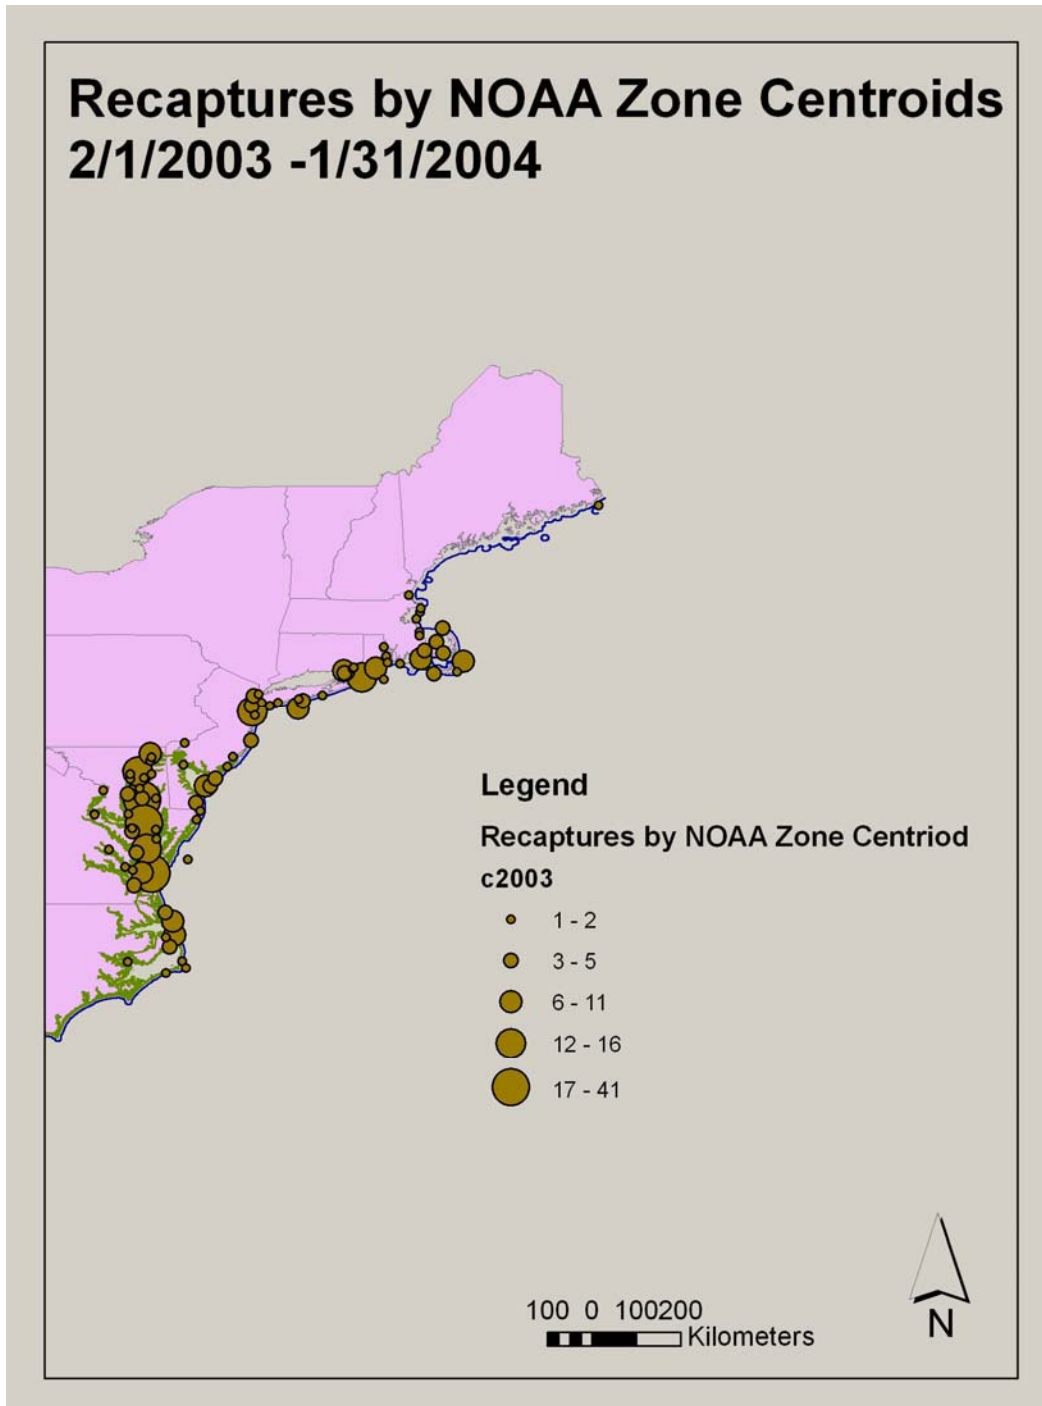 Recaptures by NOAA Zone Centroids
2/1/2003 -1/31/2004
Legend
Recaptures by NOAA Zone Centriod
c2003
1 - 2
3 - 5
6 - 11
12 - 16
17 - 41
100 0 100200
Kilometers
N